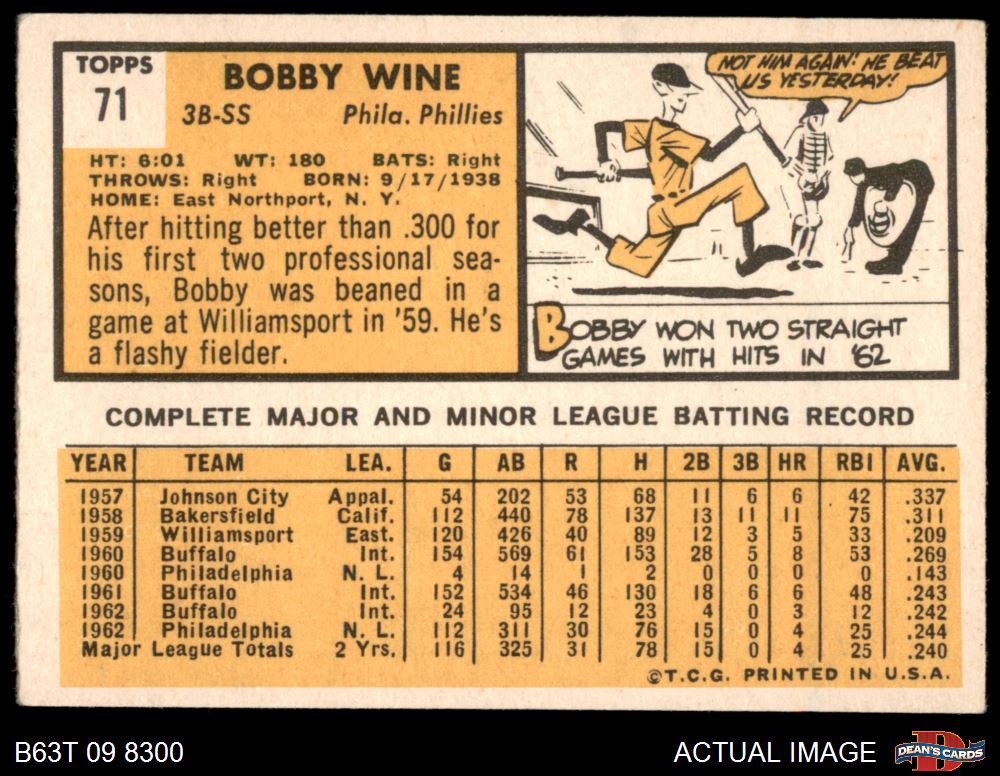 TOPPS
71
BOBBY WINE
3B-SS Phila. Phillies
HT: 6:01 WT: 180 BATS: Right
THROWS: Right BORN: 9/17/1938
HOME: East Northport, N. Y.
After hitting better than .300 for
his first two professional sea-
sons, Bobby was beaned in a
game at Williamsport in '59. He's
a flashy fielder.
NOT HIM AGAIN! HE BEAT
US YESTERDAY!
BOBBY WON TWO STRAIGHT
GAMES WITH HITS IN '62
COMPLETE MAJOR AND MINOR LEAGUE BATTING RECORD
YEAR TEAM LEA. G AB R H 2B 3B HR RBI AVG.
1957 Johnson City Appal. 54 202 53 68 11 6 6 42 .337
1958 Bakersfield Calif. 112 440 78 137 13 11 11 75 .311
1959 Williamsport East. 120 426 40 89 12 3 5 33 .209
1960 Buffalo Int. 154 569 61 153 28 5 8 53 .269
1960 Philadelphia N. L. 4 14 1 2 0 0 0 0 .143
1961 Buffalo Int. 152 534 46 130 18 6 6 48 .243
1962 Buffalo Int. 24 95 12 23 4 0 3 12 .242
1962 Philadelphia N. L. 112 311 30 76 15 0 4 25 .244
Major League Totals 2 Yrs. 116 325 31 78 15 0 4 25 .240
©T.C.G. PRINTED IN U.S.A.
B63T 09 8300 ACTUAL IMAGE DEAN'S CARDS